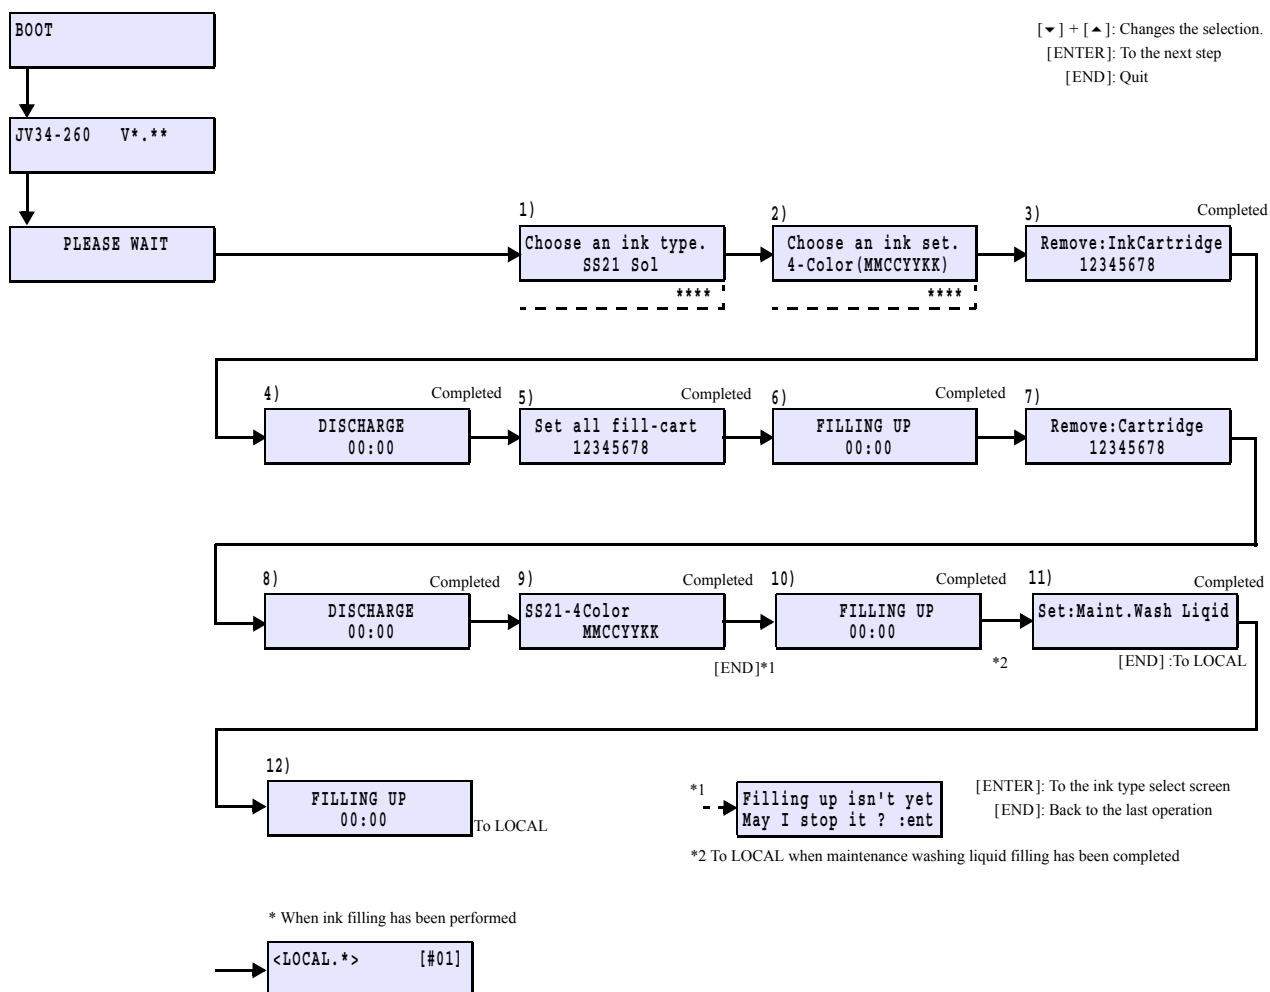 BOOT
[▼] + [▲]: Changes the selection.
[ENTER]: To the next step
[END]: Quit
JV34-260 V*.**
PLEASE WAIT
1)
Choose an ink type.
SS21 Sol
****
2)
Choose an ink set.
4-Color(MMCCYYKK)
****
3)
Completed
Remove:InkCartridge
12345678
4)
Completed
DISCHARGE
00:00
5)
Completed
Set all fill-cart
12345678
6)
Completed
FILLING UP
00:00
7)
Remove:Cartridge
12345678
8)
Completed
DISCHARGE
00:00
9)
Completed
SS21-4Color
MMCCYYKK
[END]*1
10)
Completed
FILLING UP
00:00
*2
11)
Completed
Set:Maint.Wash Liqid
[END] :To LOCAL
12)
FILLING UP
00:00
To LOCAL
*1
Filling up isn't yet
May I stop it ? :ent
[ENTER]: To the ink type select screen
[END]: Back to the last operation
*2 To LOCAL when maintenance washing liquid filling has been completed
* When ink filling has been performed
<LOCAL.*> [#01]